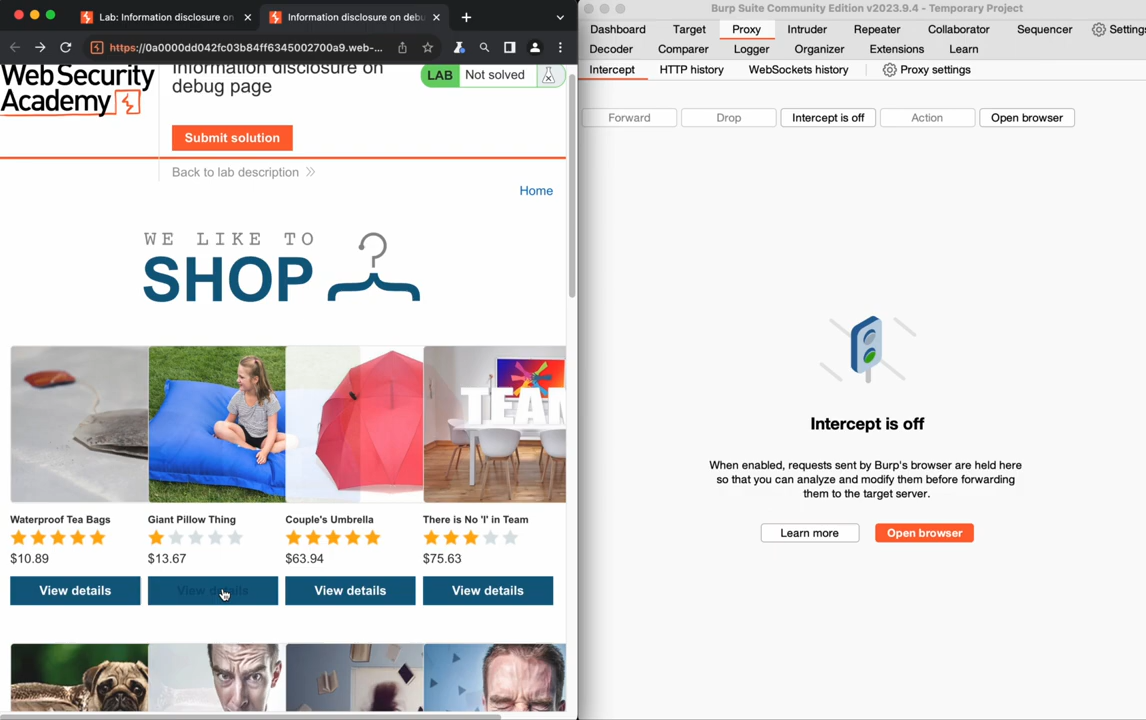 Lab: Information disclosure on
Information disclosure on debu
https://0a0000dd042fc03b84ff6345002700a9.web-...
Web Security
Academy
Information disclosure on
debug page
LAB Not solved
Submit solution
Back to lab description
Home
WE LIKE TO
SHOP
TEAM
Waterproof Tea Bags
Giant Pillow Thing
Couple's Umbrella
There is No 'I' in Team
$10.89
$13.67
$63.94
$75.63
View details
View details
View details
View details
Burp Suite Community Edition v2023.9.4 - Temporary Project
Dashboard Target Proxy Intruder Repeater Collaborator Sequencer Settings
Decoder Comparer Logger Organizer Extensions Learn
Intercept HTTP history WebSockets history Proxy settings
Forward Drop Intercept is off Action Open browser
Intercept is off
When enabled, requests sent by Burp's browser are held here
so that you can analyze and modify them before forwarding
them to the target server.
Learn more Open browser